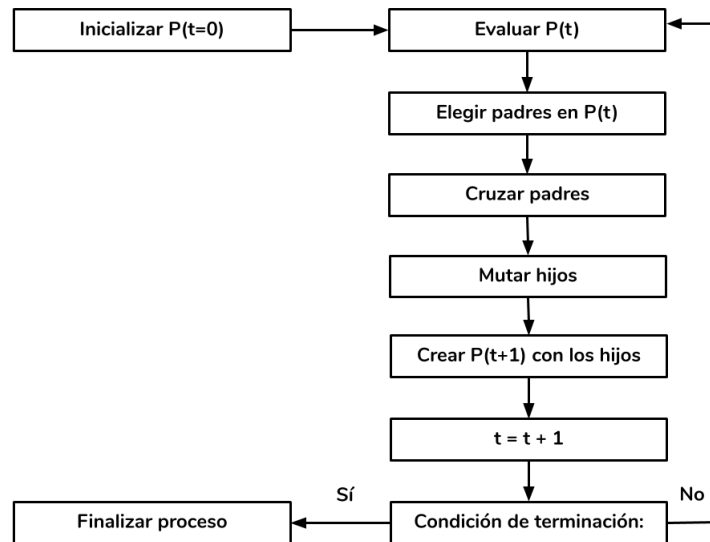 Inicializar P(t=0)
Evaluar P(t)
Elegir padres en P(t)
Cruzar padres
Mutar hijos
Crear P(t+1) con los hijos
t = t + 1
Sí
No
Finalizar proceso
Condición de terminación: